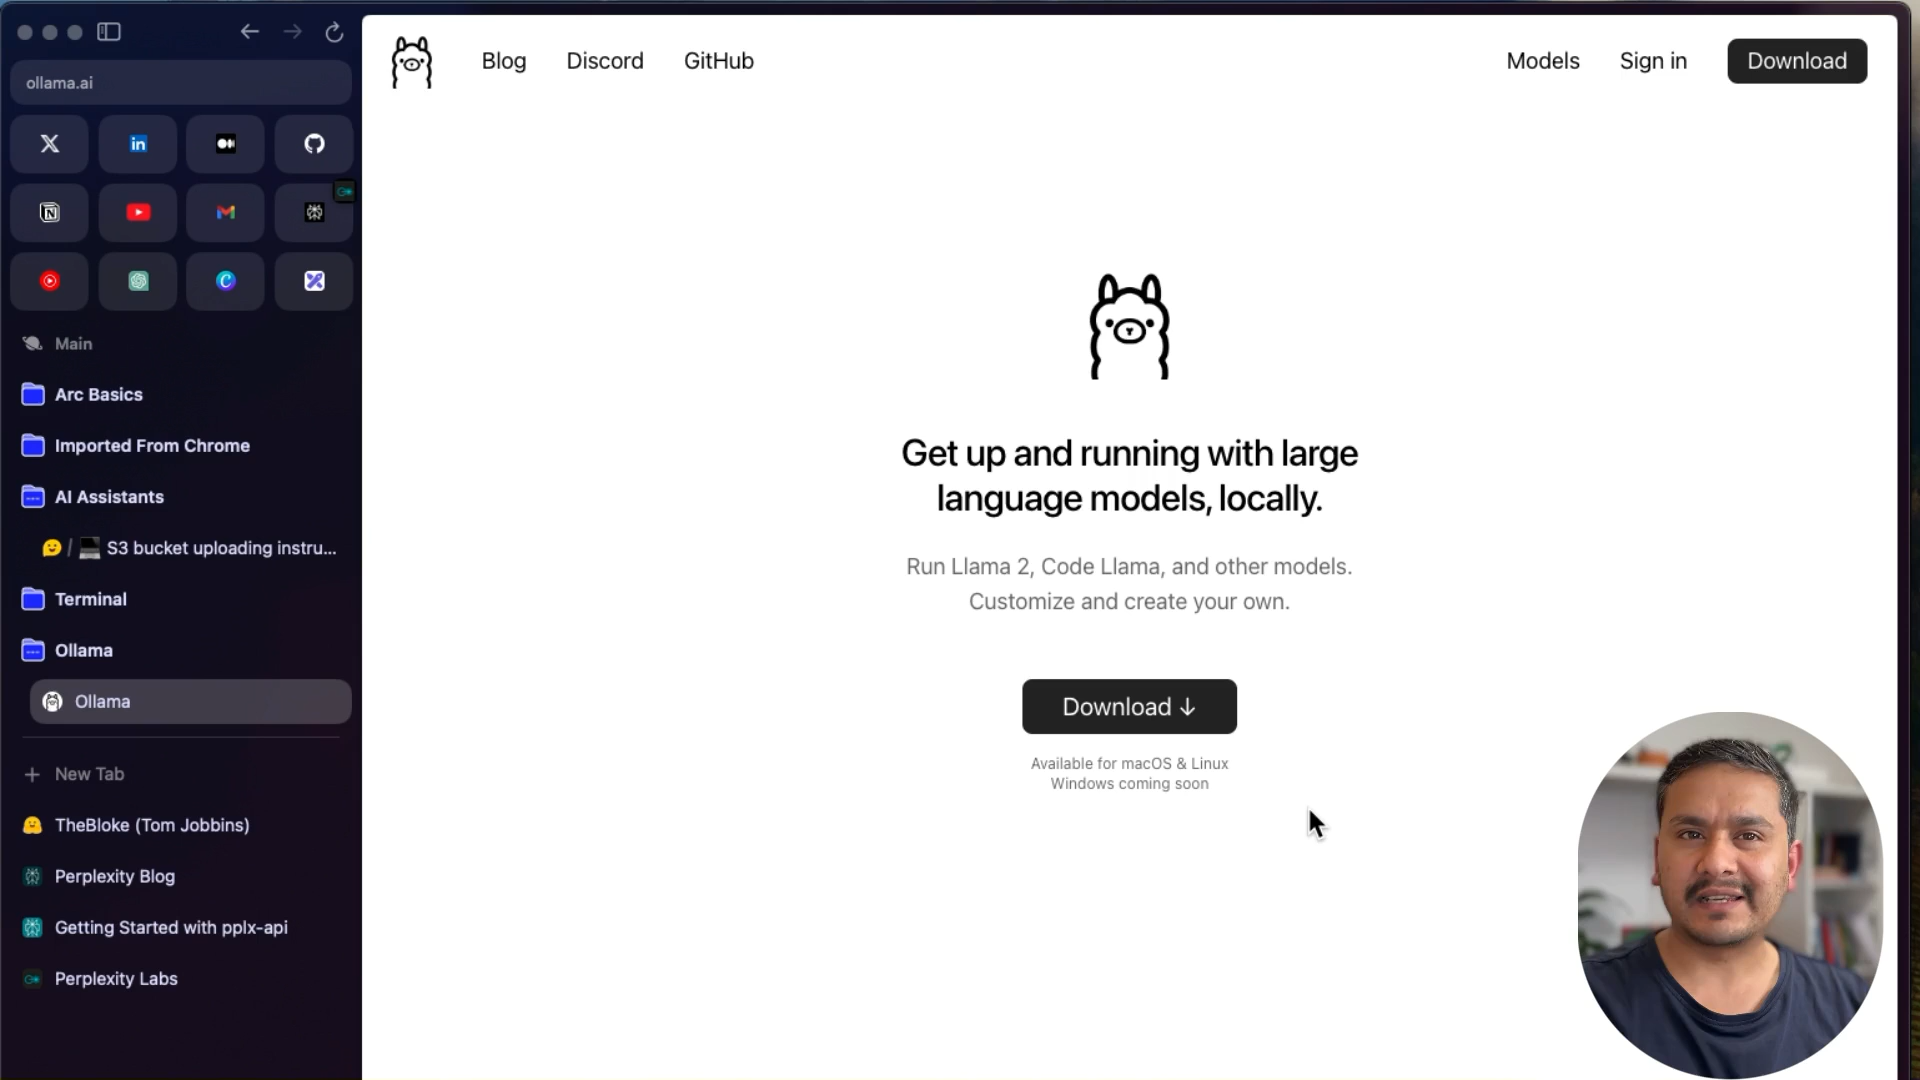 ollama.ai
Main
Arc Basics
Imported From Chrome
AI Assistants
/ S3 bucket uploading instru...
Terminal
Ollama
Ollama
+ New Tab
TheBloke (Tom Jobbins)
Perplexity Blog
Getting Started with pplx-api
Perplexity Labs
Blog Discord GitHub
Models Sign in Download
Get up and running with large
language models, locally.
Run Llama 2, Code Llama, and other models.
Customize and create your own.
Download ↓
Available for macOS & Linux
Windows coming soon